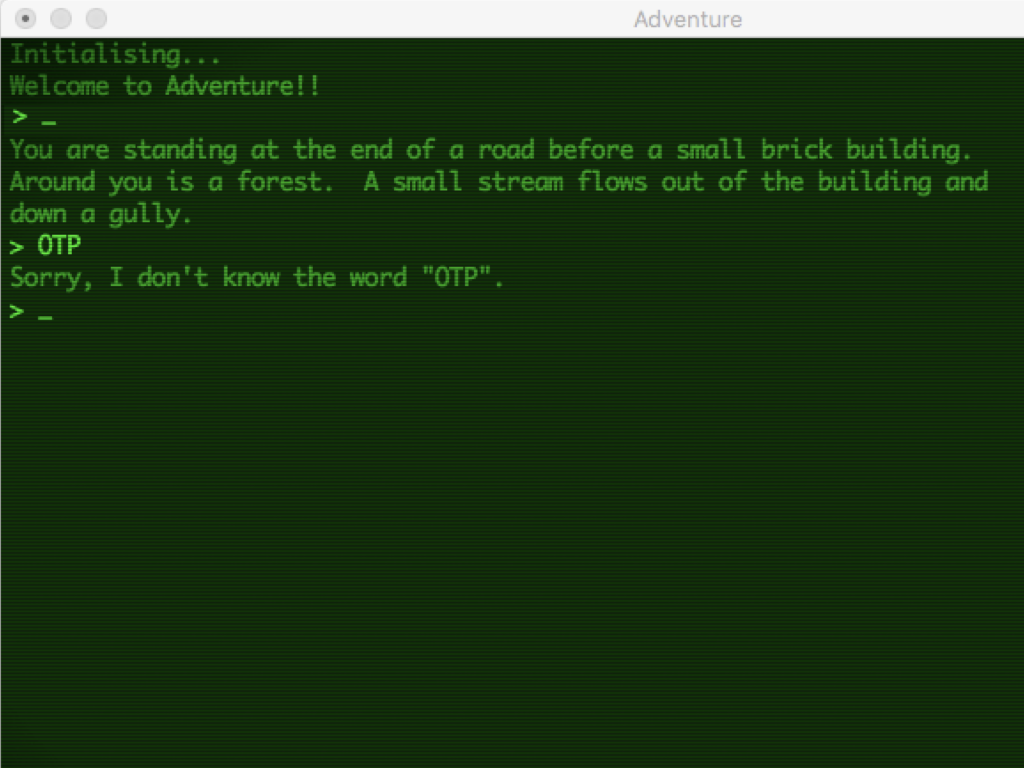 Adventure
Initialising...
Welcome to Adventure!!
> _
You are standing at the end of a road before a small brick building.
Around you is a forest.  A small stream flows out of the building and
down a gully.
> OTP
Sorry, I don't know the word "OTP".
> _